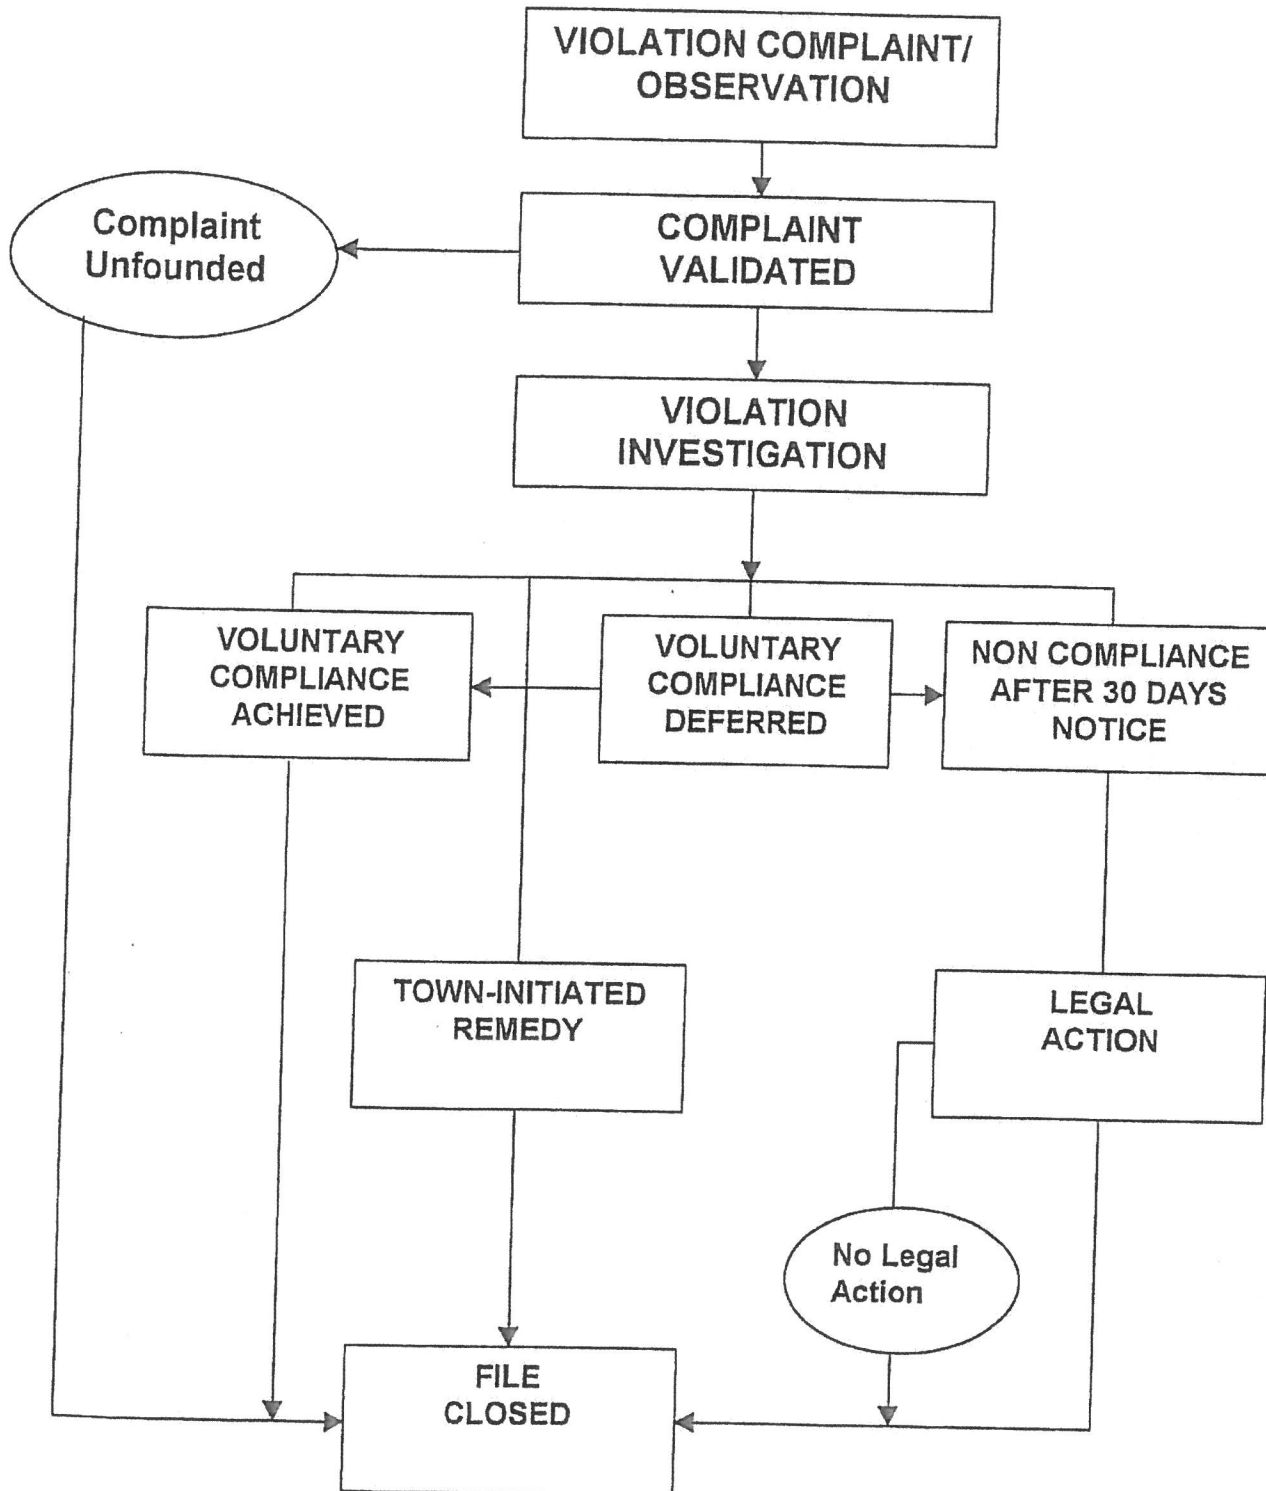 VIOLATION COMPLAINT/
OBSERVATION
Complaint
Unfounded
COMPLAINT
VALIDATED
VIOLATION
INVESTIGATION
VOLUNTARY
COMPLIANCE
ACHIEVED
VOLUNTARY
COMPLIANCE
DEFERRED
NON COMPLIANCE
AFTER 30 DAYS
NOTICE
TOWN-INITIATED
REMEDY
LEGAL
ACTION
No Legal
Action
FILE
CLOSED